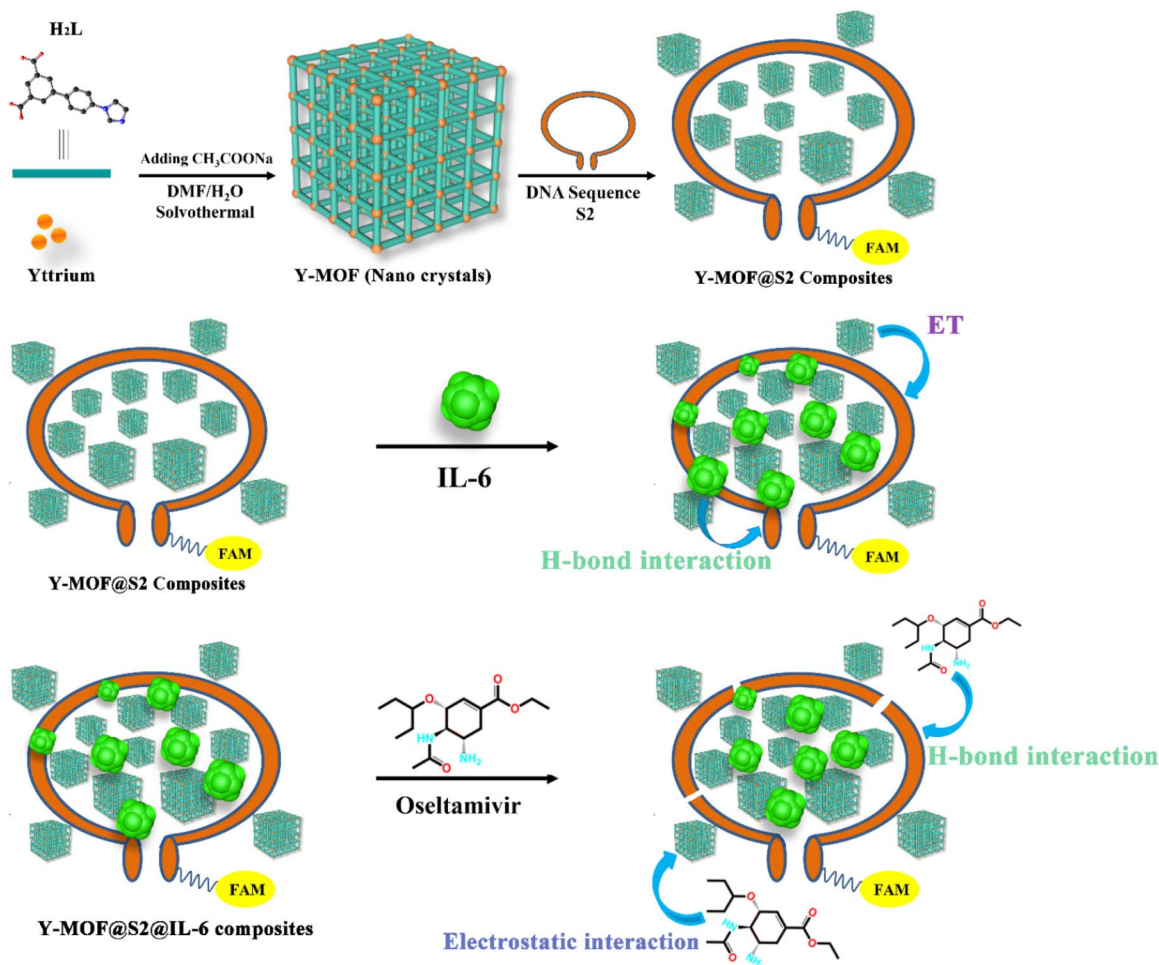 H₂L
Yttrium
Adding CH₃COONa
DMF/H₂O
Solvothermal
Y-MOF (Nano crystals)
DNA Sequence
S2
FAM
Y-MOF@S2 Composites
FAM
Y-MOF@S2 Composites
IL-6
ET
H-bond interaction
FAM
FAM
Y-MOF@S2@IL-6 composites
O
O
O
HN
NH₂
O
Oseltamivir
O
O
O
HN
NH₂
O
H-bond interaction
FAM
Electrostatic interaction
O
O
O
HN
NH
O